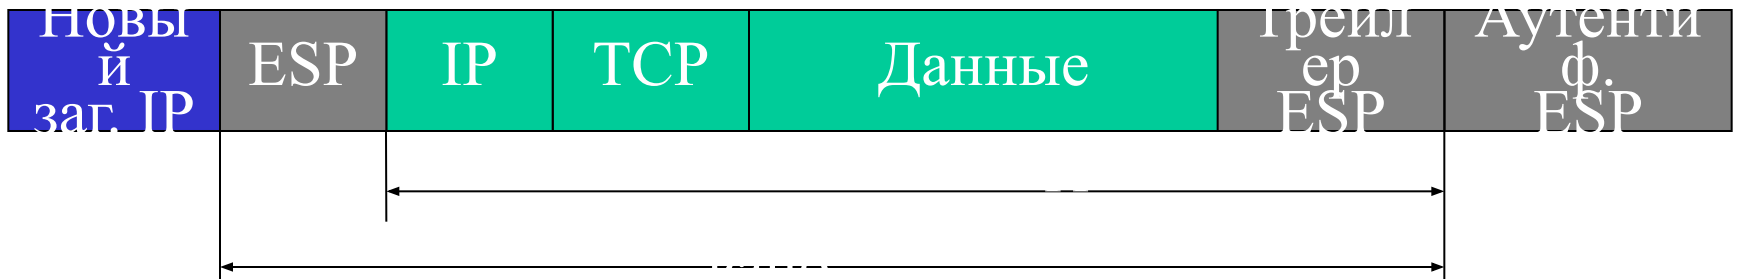 Новы
й
заг. IP
ESP
IP
TCP
Данные
Трейл
ер
ESP
Аутенти
ф.
ESP